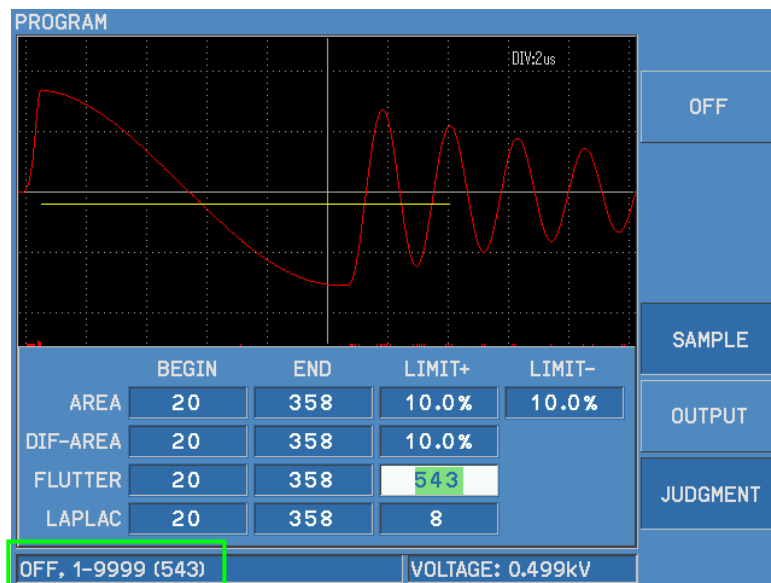 PROGRAM
DIV:2us
OFF
SAMPLE
OUTPUT
JUDGMENT
BEGIN END LIMIT+ LIMIT-
AREA 20 358 10.0% 10.0%
DIF-AREA 20 358 10.0%
FLUTTER 20 358 543
LAPLAC 20 358 8
OFF, 1-9999 (543) VOLTAGE: 0.499kV